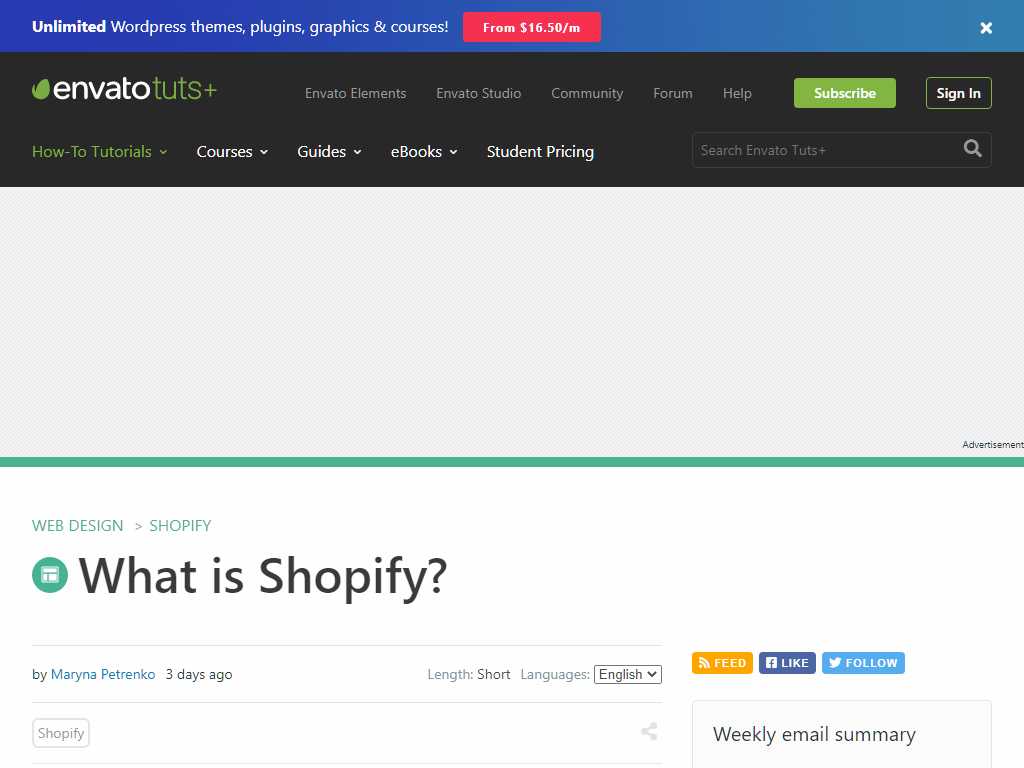 Unlimited Wordpress themes, plugins, graphics & courses! From $16.50/m
envatotuts+
Envato Elements Envato Studio Community Forum Help Subscribe Sign In
How-To Tutorials Courses Guides eBooks Student Pricing
Search Envato Tuts+
Advertisement
WEB DESIGN > SHOPIFY
What is Shopify?
by Maryna Petrenko 3 days ago Length: Short Languages: English
FEED LIKE FOLLOW
Shopify
Weekly email summary